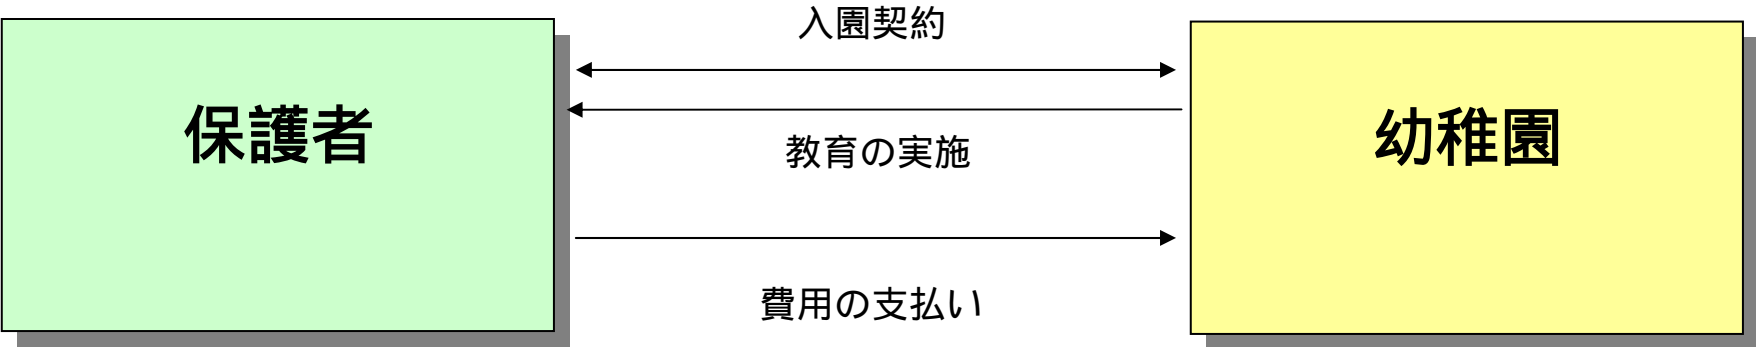 入園契約
保護者
幼稚園
教育の実施
費用の支払い